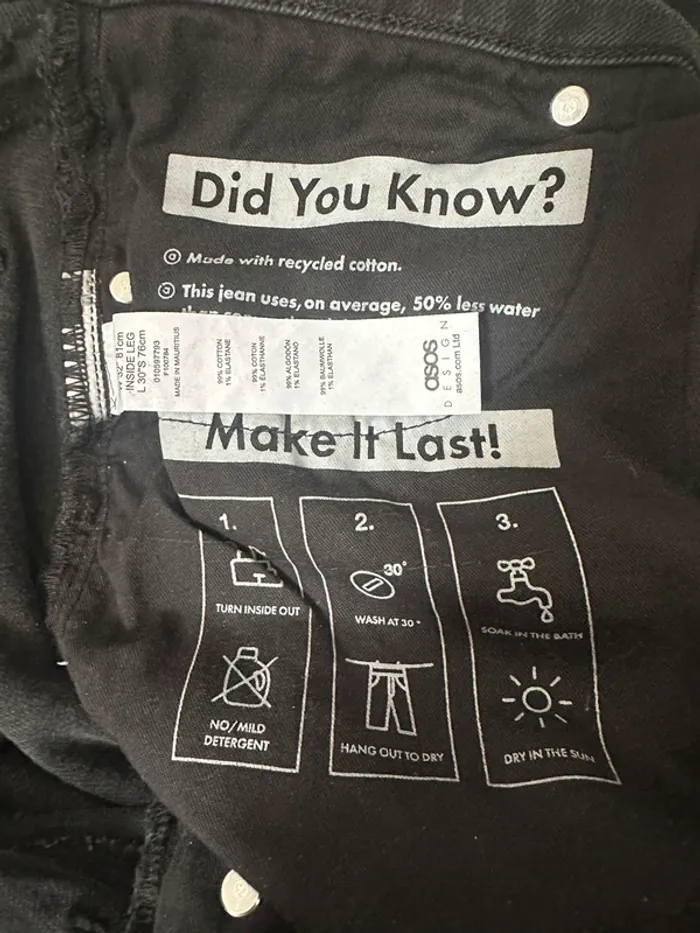 Did You Know?
Made with recycled cotton.
This jean uses, on average, 50% less water
W 32" 81cm
INSIDE LEG
L 30"S 76cm
010597793
F100784
MADE IN MAURITIUS
99% COTTON
1% ELASTANE
99% COTON
1% ÉLASTHANNE
99% ALGODÓN
1% ELASTANO
99% BAUMWOLLE
1% ELASTHAN
asos
DESIGN
asos.com Ltd
Make It Last!
1.
TURN INSIDE OUT
NO/MILD
DETERGENT
2.
30°
WASH AT 30°
HANG OUT TO DRY
3.
SOAK IN THE BATH
DRY IN THE SUN